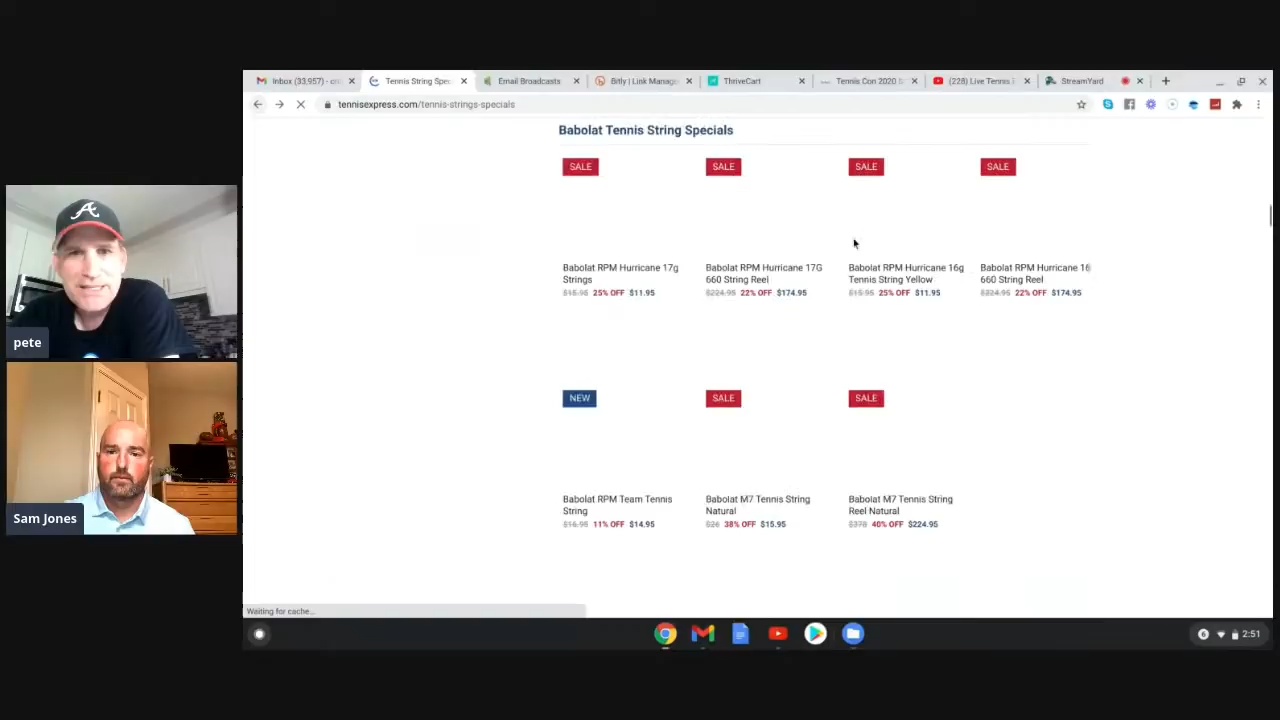 Inbox (33,957) - cri
Tennis String Spec
Email Broadcasts
Bitly | Link Manage
ThriveCart
Tennis Con 2020 S
(228) Live Tennis
StreamYard
tennisexpress.com/tennis-strings-specials
Babolat Tennis String Specials
SALE
SALE
SALE
SALE
Babolat RPM Hurricane 17g
Strings
$15.95 25% OFF $11.95
Babolat RPM Hurricane 17G
660 String Reel
$224.95 22% OFF $174.95
Babolat RPM Hurricane 16g
Tennis String Yellow
$15.95 25% OFF $11.95
Babolat RPM Hurricane 16
660 String Reel
$224.95 22% OFF $174.95
NEW
SALE
SALE
Babolat RPM Team Tennis
String
$16.95 11% OFF $14.95
Babolat M7 Tennis String
Natural
$26 38% OFF $15.95
Babolat M7 Tennis String
Reel Natural
$378 40% OFF $224.95
Waiting for cache...
2:51
A
pete
Sam Jones